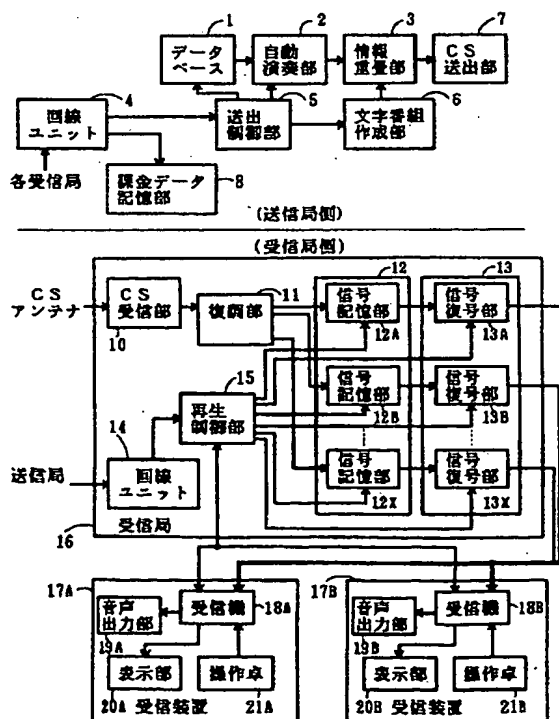 1
2
3
7
データ
ベース
自動
演奏部
情報
重畳部
CS
送出部
4
5
6
回線
ユニット
送出
制御部
文字番組
作成部
各受信局
課金データ
記憶部
8
(送信局側)
(受信局側)
CS
アンテナ
CS
受信部
10
復調部
11
12
信号
記憶部
12A
13
信号
復号部
13A
15
再生
制御部
信号
記憶部
12B
信号
復号部
13B
14
送信局
回線
ユニット
信号
記憶部
12X
信号
復号部
13X
16
受信局
17A
音声
出力部
19A
受信機
18A
表示部
20A
操作卓
21A
受信装置
17B
音声
出力部
19B
受信機
18B
表示部
20B
操作卓
21B
受信装置